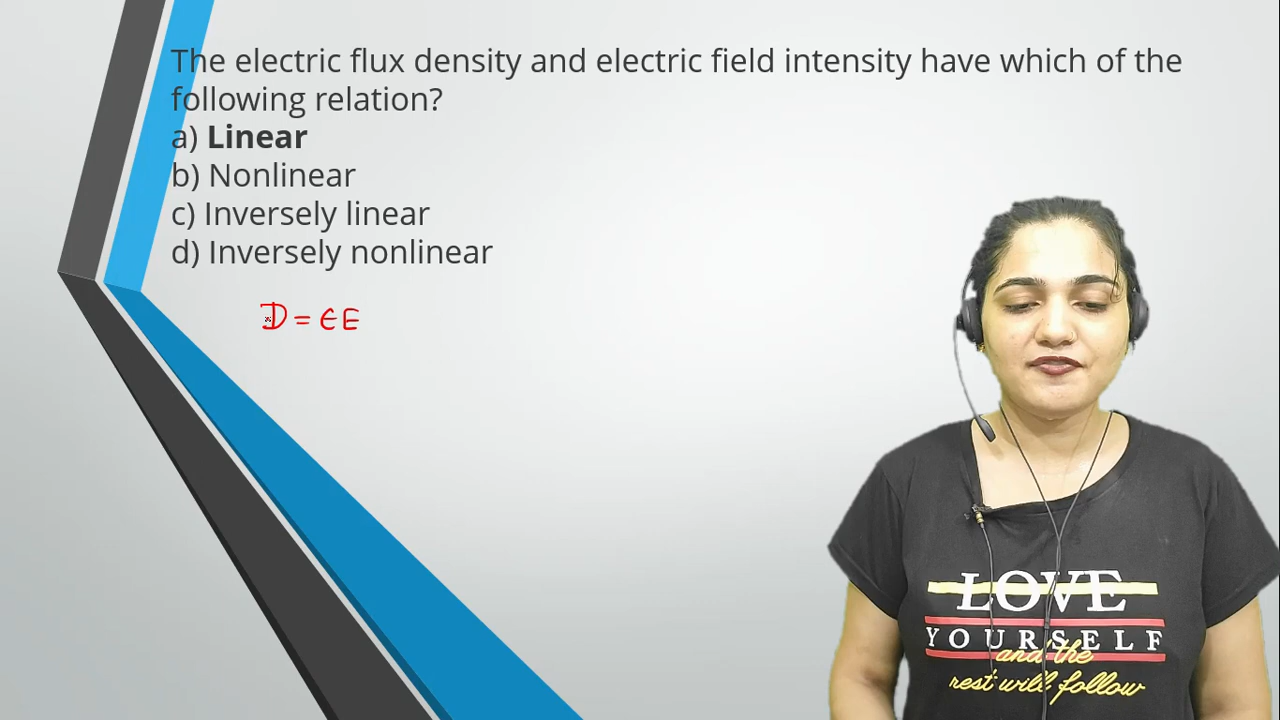 The electric flux density and electric field intensity have which of the
following relation?
a) Linear
b) Nonlinear
c) Inversely linear
d) Inversely nonlinear
D = ϵ E
LOVE
YOURSELF
and the
rest will follow